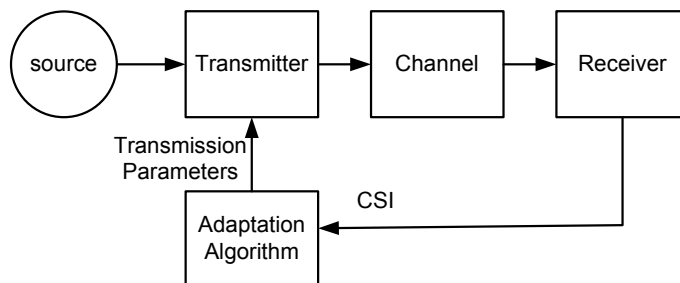 source
Transmitter
Channel
Receiver
Transmission
Parameters
CSI
Adaptation
Algorithm